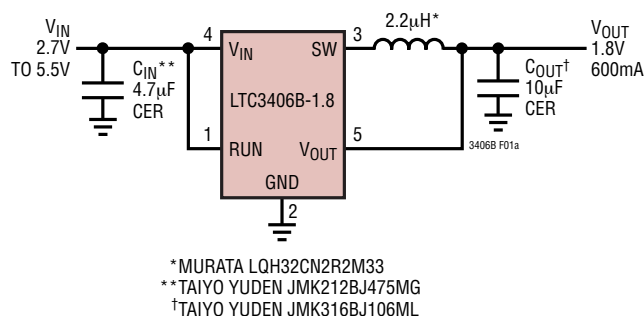 VIN
2.7V
TO 5.5V
CIN**
4.7µF
CER
4
VIN
SW
3
2.2µH*
LTC3406B-1.8
1
RUN
VOUT
5
GND
2
COUT†
10µF
CER
VOUT
1.8V
600mA
3406B F01a
*MURATA LQH32CN2R2M33
**TAIYO YUDEN JMK212BJ475MG
†TAIYO YUDEN JMK316BJ106ML